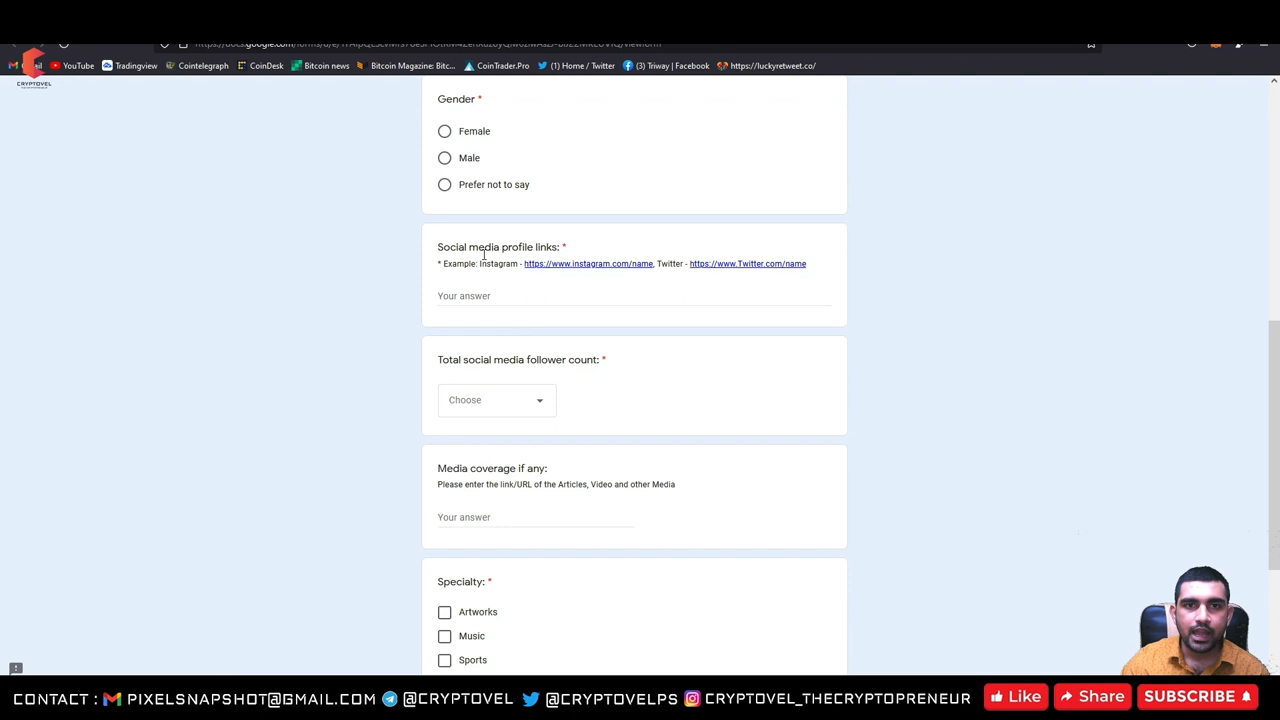 YouTube
Tradingview
Cointelegraph
CoinDesk
Bitcoin news
Bitcoin Magazine: Bitc...
CoinTrader.Pro
(1) Home / Twitter
(3) Triway | Facebook
https://luckyretweet.co/
CRYPTOVEL
Gender *
Female
Male
Prefer not to say
Social media profile links: *
* Example: Instagram - https://www.instagram.com/name, Twitter - https://www.Twitter.com/name
Your answer
Total social media follower count: *
Choose
Media coverage if any:
Please enter the link/URL of the Articles, Video and other Media
Your answer
Specialty: *
Artworks
Music
Sports
CONTACT : PIXELSNAPSHOT@GMAIL.COM @CRYPTOVEL @CRYPTOVELPS CRYPTOVEL_THECRYPTOPRENEUR
Like
Share
SUBSCRIBE